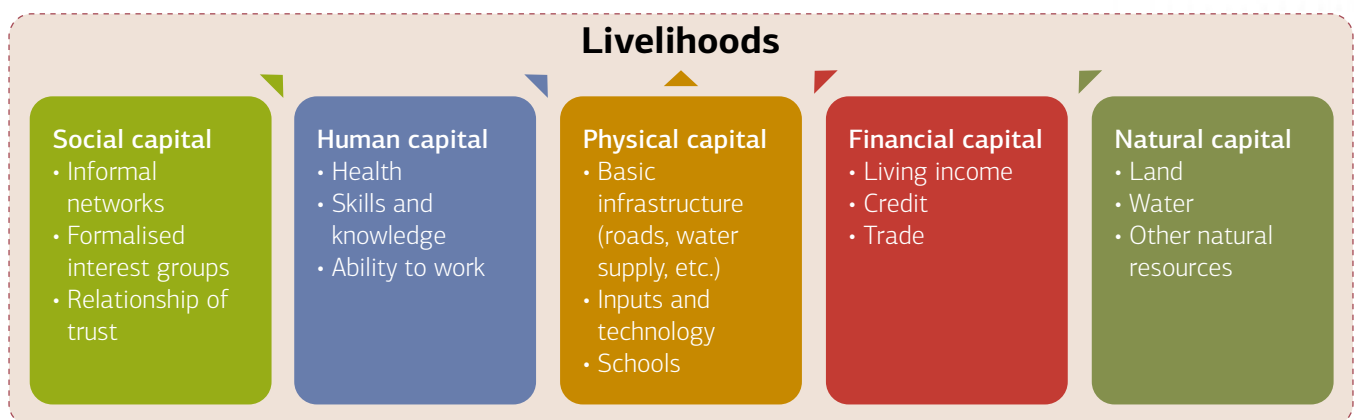 Livelihoods
Social capital
• Informal
networks
• Formalised
interest groups
• Relationship of
trust
Human capital
• Health
• Skills and
knowledge
• Ability to work
Physical capital
• Basic
infrastructure
(roads, water
supply, etc.)
• Inputs and
technology
• Schools
Financial capital
• Living income
• Credit
• Trade
Natural capital
• Land
• Water
• Other natural
resources